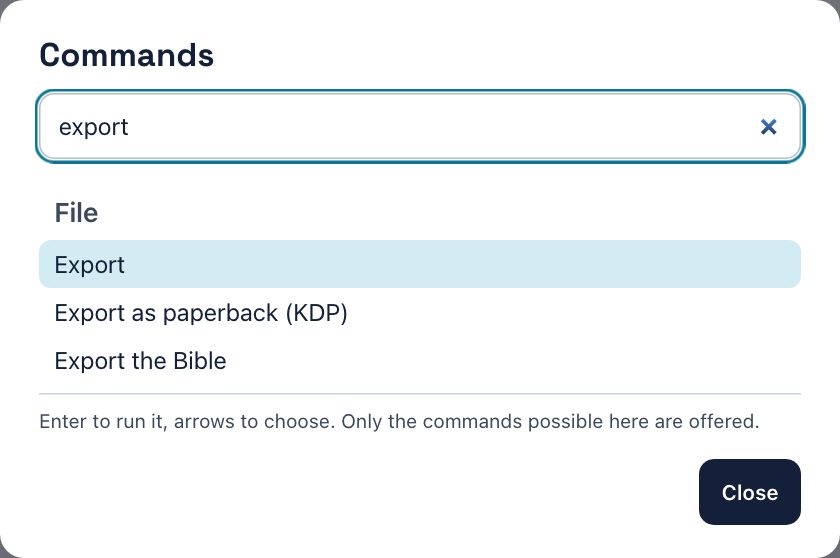 Commands
export
File
Export
Export as paperback (KDP)
Export the Bible
Enter to run it, arrows to choose. Only the commands possible here are offered.
Close